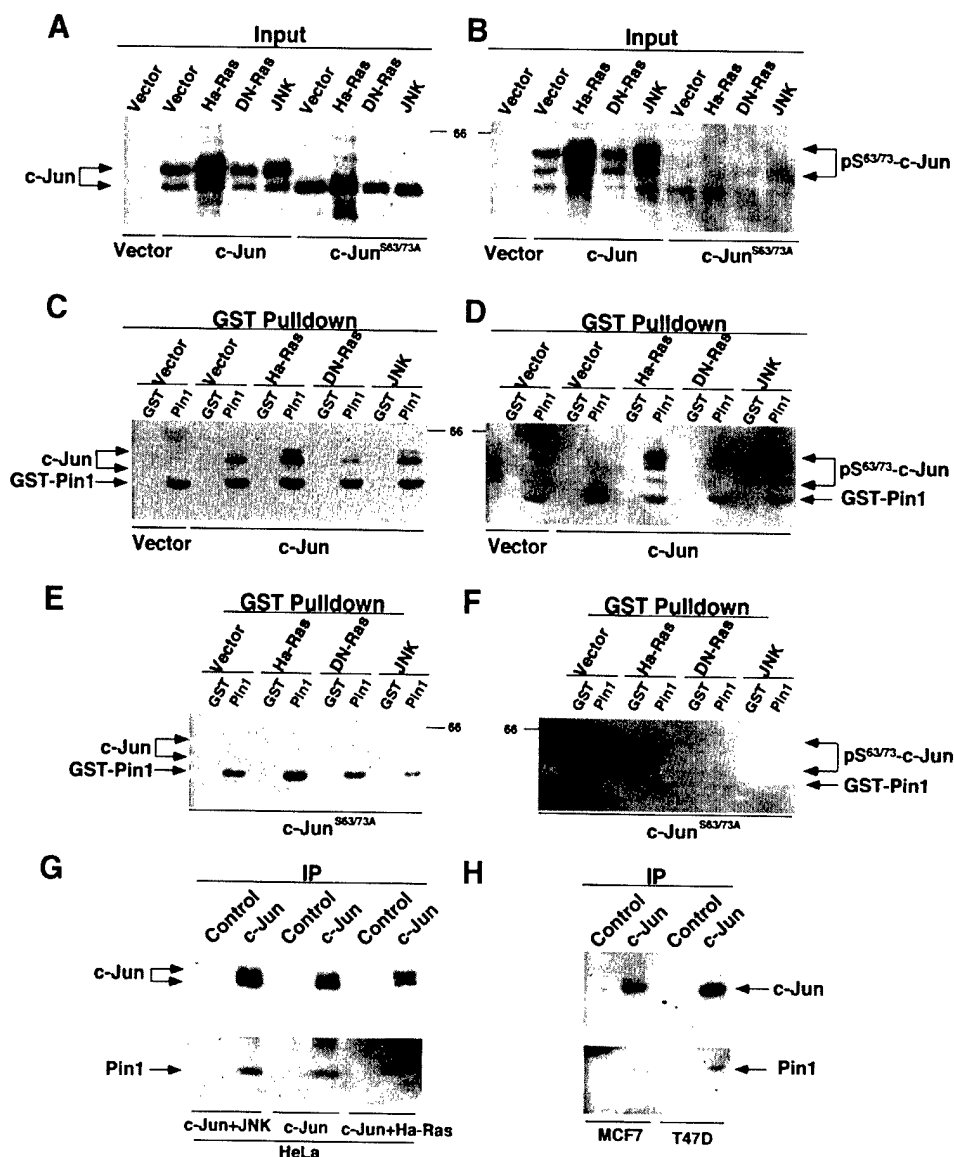 A
Input
Vector
Vector
Ha-Ras
DN-Ras
JNK
Vector
Ha-Ras
DN-Ras
JNK
c-Jun
66
Vector
c-Jun
c-Jun^S63/73A
B
Input
Vector
Vector
Ha-Ras
DN-Ras
JNK
Vector
Ha-Ras
DN-Ras
JNK
pS^63/73-c-Jun
Vector
c-Jun
c-Jun^S63/73A
C
GST Pulldown
Vector
Vector
Ha-Ras
DN-Ras
JNK
GST Pin1 GST Pin1 GST Pin1 GST Pin1 GST Pin1
c-Jun
GST-Pin1
66
Vector
c-Jun
D
GST Pulldown
Vector
Vector
Ha-Ras
DN-Ras
JNK
GST Pin1 GST Pin1 GST Pin1 GST Pin1 GST Pin1
pS^63/73-c-Jun
GST-Pin1
Vector
c-Jun
E
GST Pulldown
Vector
Ha-Ras
DN-Ras
JNK
GST Pin1 GST Pin1 GST Pin1 GST Pin1
c-Jun
GST-Pin1
66
c-Jun^S63/73A
F
GST Pulldown
Vector
Ha-Ras
DN-Ras
JNK
GST Pin1 GST Pin1 GST Pin1 GST Pin1
pS^63/73-c-Jun
GST-Pin1
c-Jun^S63/73A
G
IP
Control
c-Jun
Control
c-Jun
Control
c-Jun
c-Jun
Pin1
c-Jun+JNK
c-Jun
c-Jun+Ha-Ras
HeLa
H
IP
Control
c-Jun
Control
c-Jun
c-Jun
Pin1
MCF7
T47D